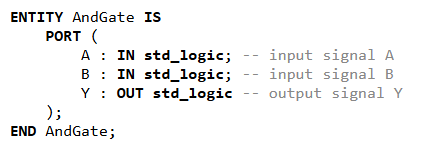 ENTITY AndGate IS
PORT (
A : IN std_logic; -- input signal A
B : IN std_logic; -- input signal B
Y : OUT std_logic -- output signal Y
);
END AndGate;